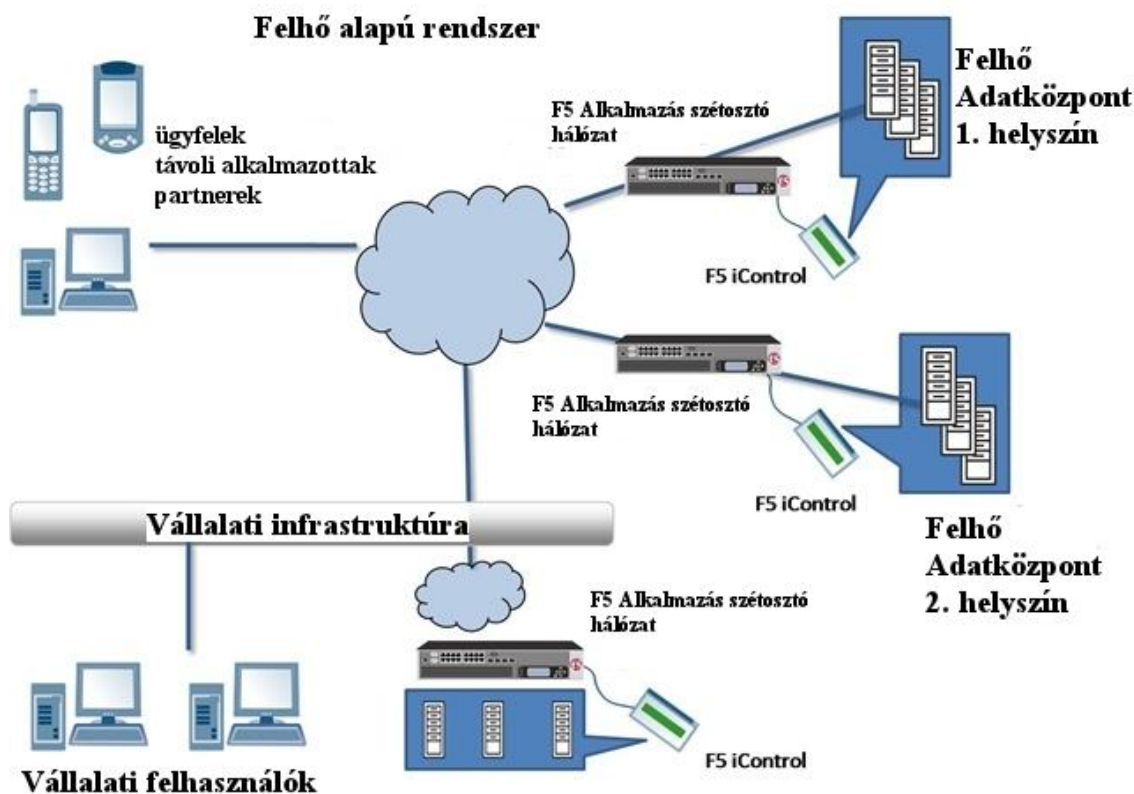 Felhő alapú rendszer
ügyfelek
távoli alkalmazottak
partnerek
F5 Alkalmazás szétosztó
hálózat
Felhő
Adatközpont
1. helyszín
F5 iControl
F5 Alkalmazás szétosztó
hálózat
F5 iControl
Felhő
Adatközpont
2. helyszín
Vállalati infrastruktúra
F5 Alkalmazás szétosztó
hálózat
F5 iControl
Vállalati felhasználók